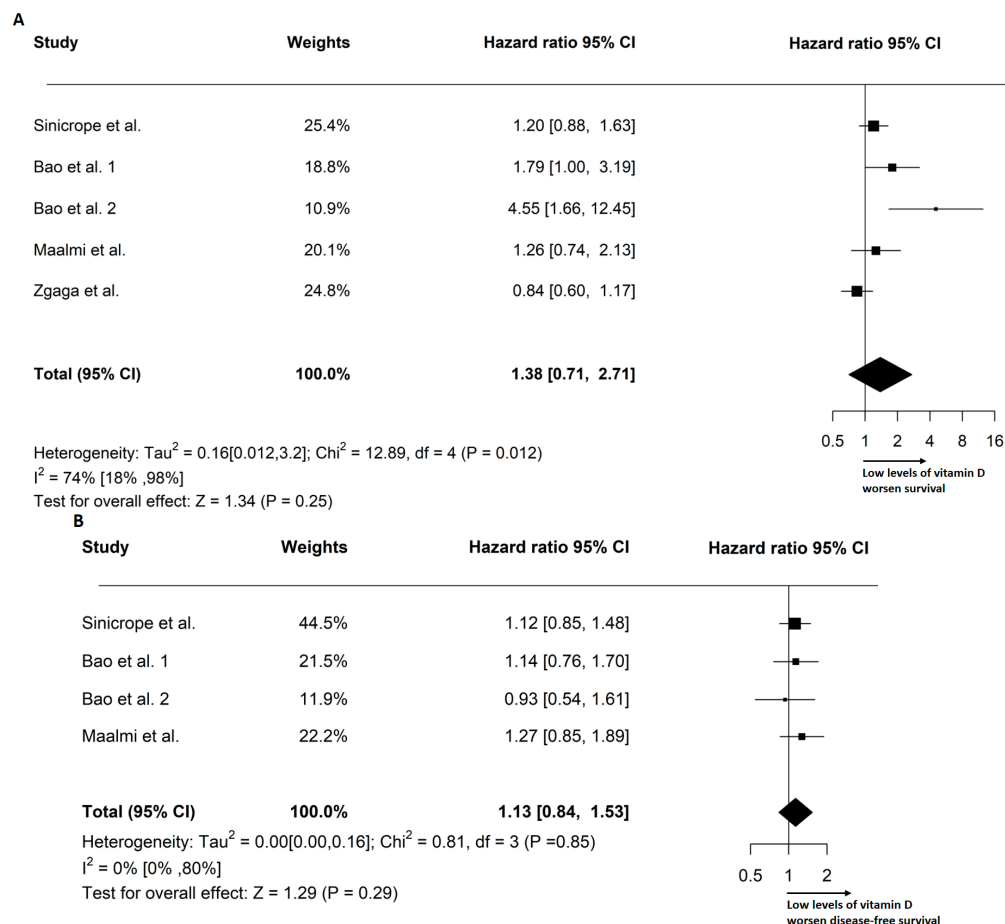 A
Study Weights Hazard ratio 95% CI Hazard ratio 95% CI
Sinicrope et al. 25.4% 1.20 [0.88, 1.63]
Bao et al. 1 18.8% 1.79 [1.00, 3.19]
Bao et al. 2 10.9% 4.55 [1.66, 12.45]
Maalmi et al. 20.1% 1.26 [0.74, 2.13]
Zgaga et al. 24.8% 0.84 [0.60, 1.17]
Total (95% CI) 100.0% 1.38 [0.71, 2.71]
0.5 1 2 4 8 16
Heterogeneity: Tau² = 0.16[0.012,3.2]; Chi² = 12.89, df = 4 (P = 0.012)
I² = 74% [18% ,98%]
Test for overall effect: Z = 1.34 (P = 0.25)
Low levels of vitamin D
worsen survival
B
Study Weights Hazard ratio 95% CI Hazard ratio 95% CI
Sinicrope et al. 44.5% 1.12 [0.85, 1.48]
Bao et al. 1 21.5% 1.14 [0.76, 1.70]
Bao et al. 2 11.9% 0.93 [0.54, 1.61]
Maalmi et al. 22.2% 1.27 [0.85, 1.89]
Total (95% CI) 100.0% 1.13 [0.84, 1.53]
Heterogeneity: Tau² = 0.00[0.00,0.16]; Chi² = 0.81, df = 3 (P =0.85)
I² = 0% [0% ,80%]
Test for overall effect: Z = 1.29 (P = 0.29)
0.5 1 2
Low levels of vitamin D
worsen disease-free survival